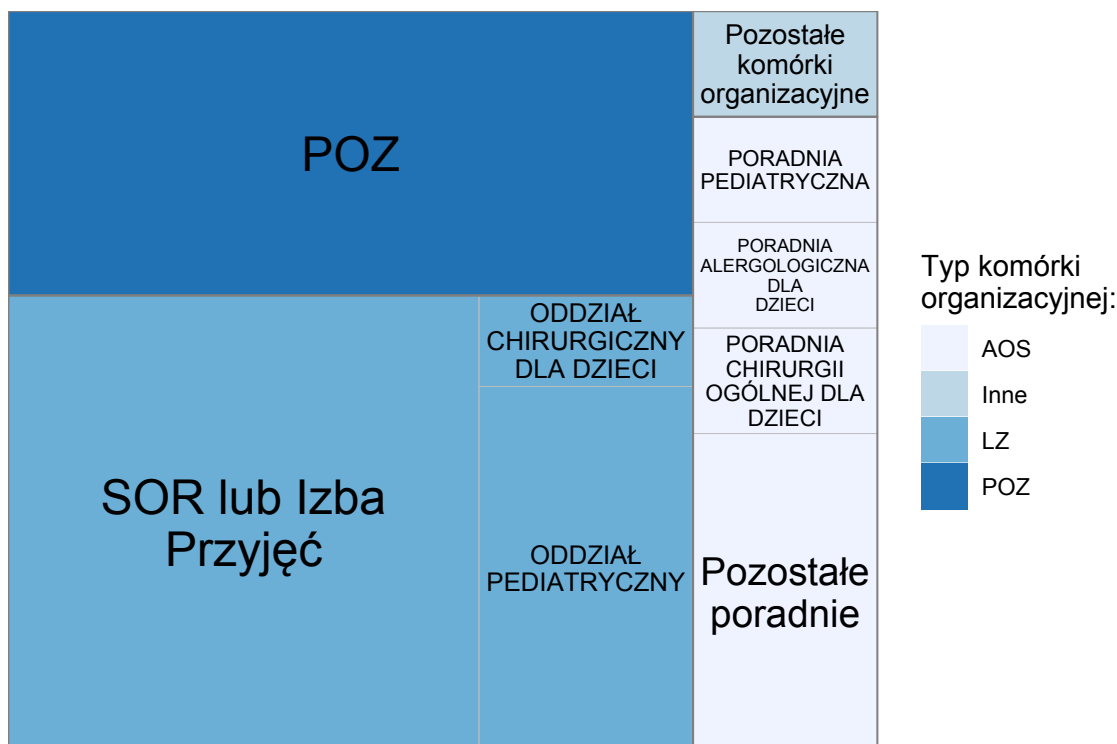 POZ
SOR lub Izba
Przyjęć
ODDZIAŁ
CHIRURGICZNY
DLA DZIECI
ODDZIAŁ
PEDIATRYCZNY
Pozostałe
komórki
organizacyjne
PORADNIA
PEDIATRYCZNA
PORADNIA
ALERGOLOGICZNA
DLA
DZIECI
PORADNIA
CHIRURGII
OGÓLNEJ DLA
DZIECI
Pozostałe
poradnie
Typ komórki
organizacyjnej:
AOS
Inne
LZ
POZ